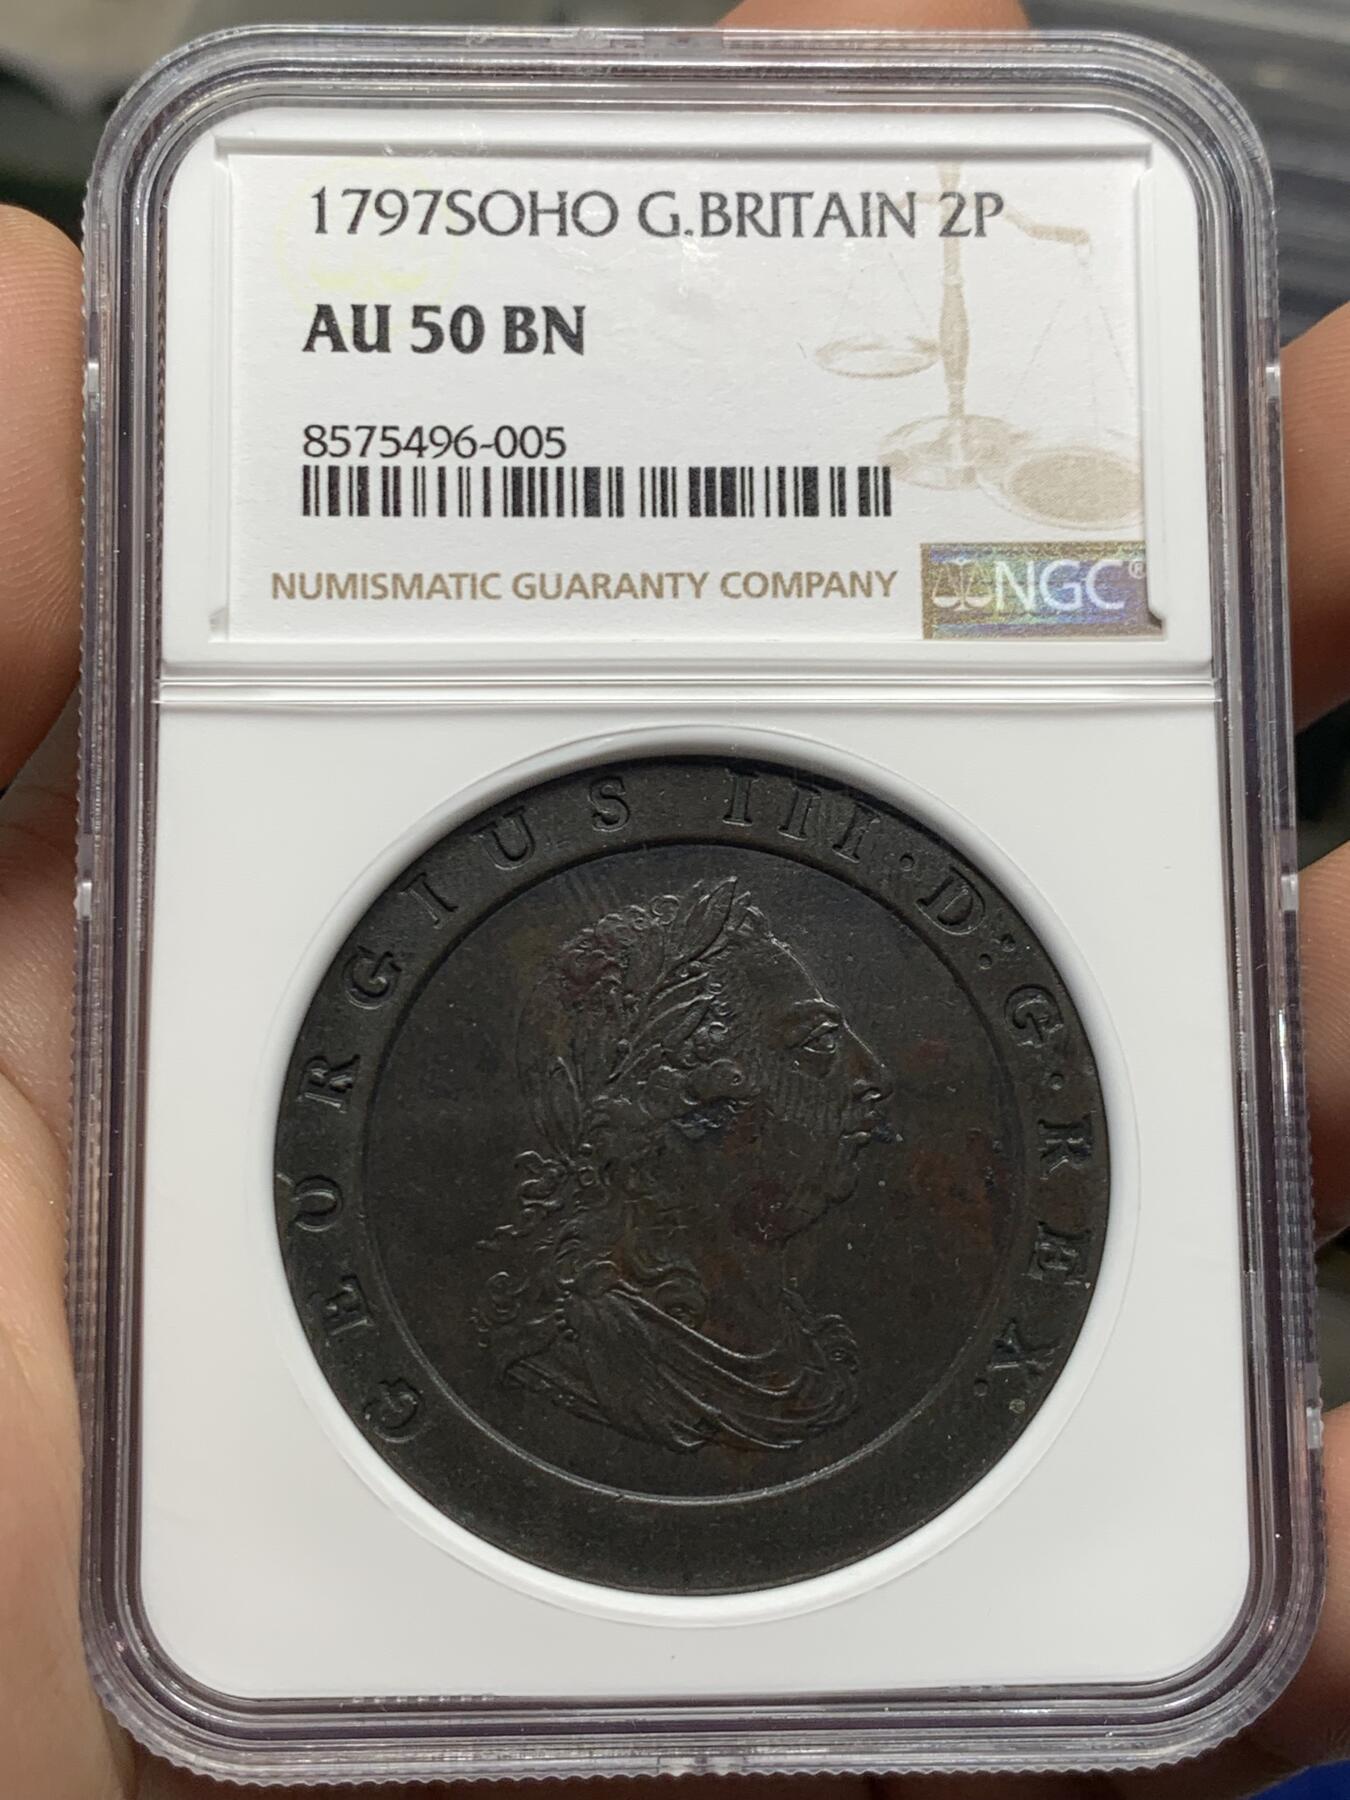 1797SOHO G.BRITAIN 2P
AU 50 BN
8575496-005
NUMISMATIC GUARANTY COMPANY
NGC®
GEORGIUS III·D:G·REX.